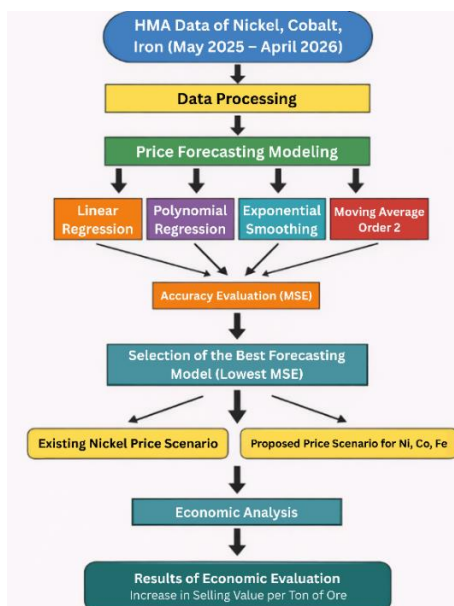 HMA Data of Nickel, Cobalt,
Iron (May 2025 – April 2026)
Data Processing
Price Forecasting Modeling
Linear
Regression
Polynomial
Regression
Exponential
Smoothing
Moving Average
Order 2
Accuracy Evaluation (MSE)
Selection of the Best Forecasting
Model (Lowest MSE)
Existing Nickel Price Scenario
Proposed Price Scenario for Ni, Co, Fe
Economic Analysis
Results of Economic Evaluation
Increase in Selling Value per Ton of Ore